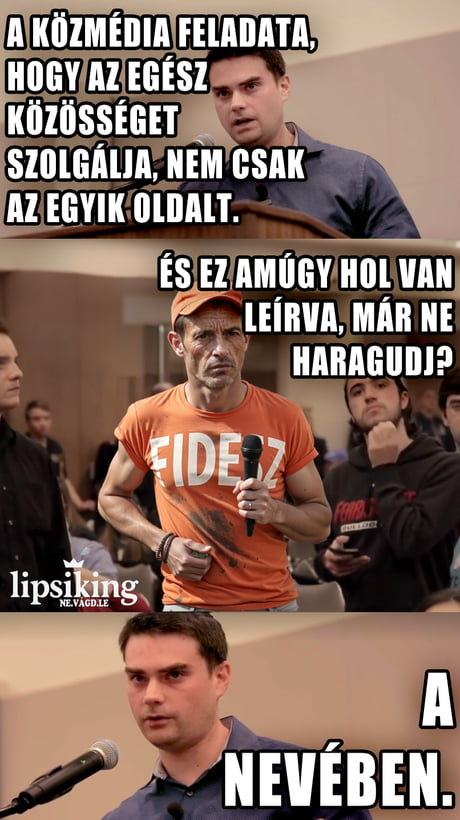 A KÖZMÉDIA FELADATA,
HOGY AZ EGÉSZ
KÖZÖSSÉGET
SZOLGÁLJA, NEM CSAK
AZ EGYIK OLDALT.
ÉS EZ AMÚGY HOL VAN
LEÍRVA, MÁR NE
HARAGUDJ?
FIDESZ
lipsiking
NE.VÁGD.LE
A
NEVÉBEN.